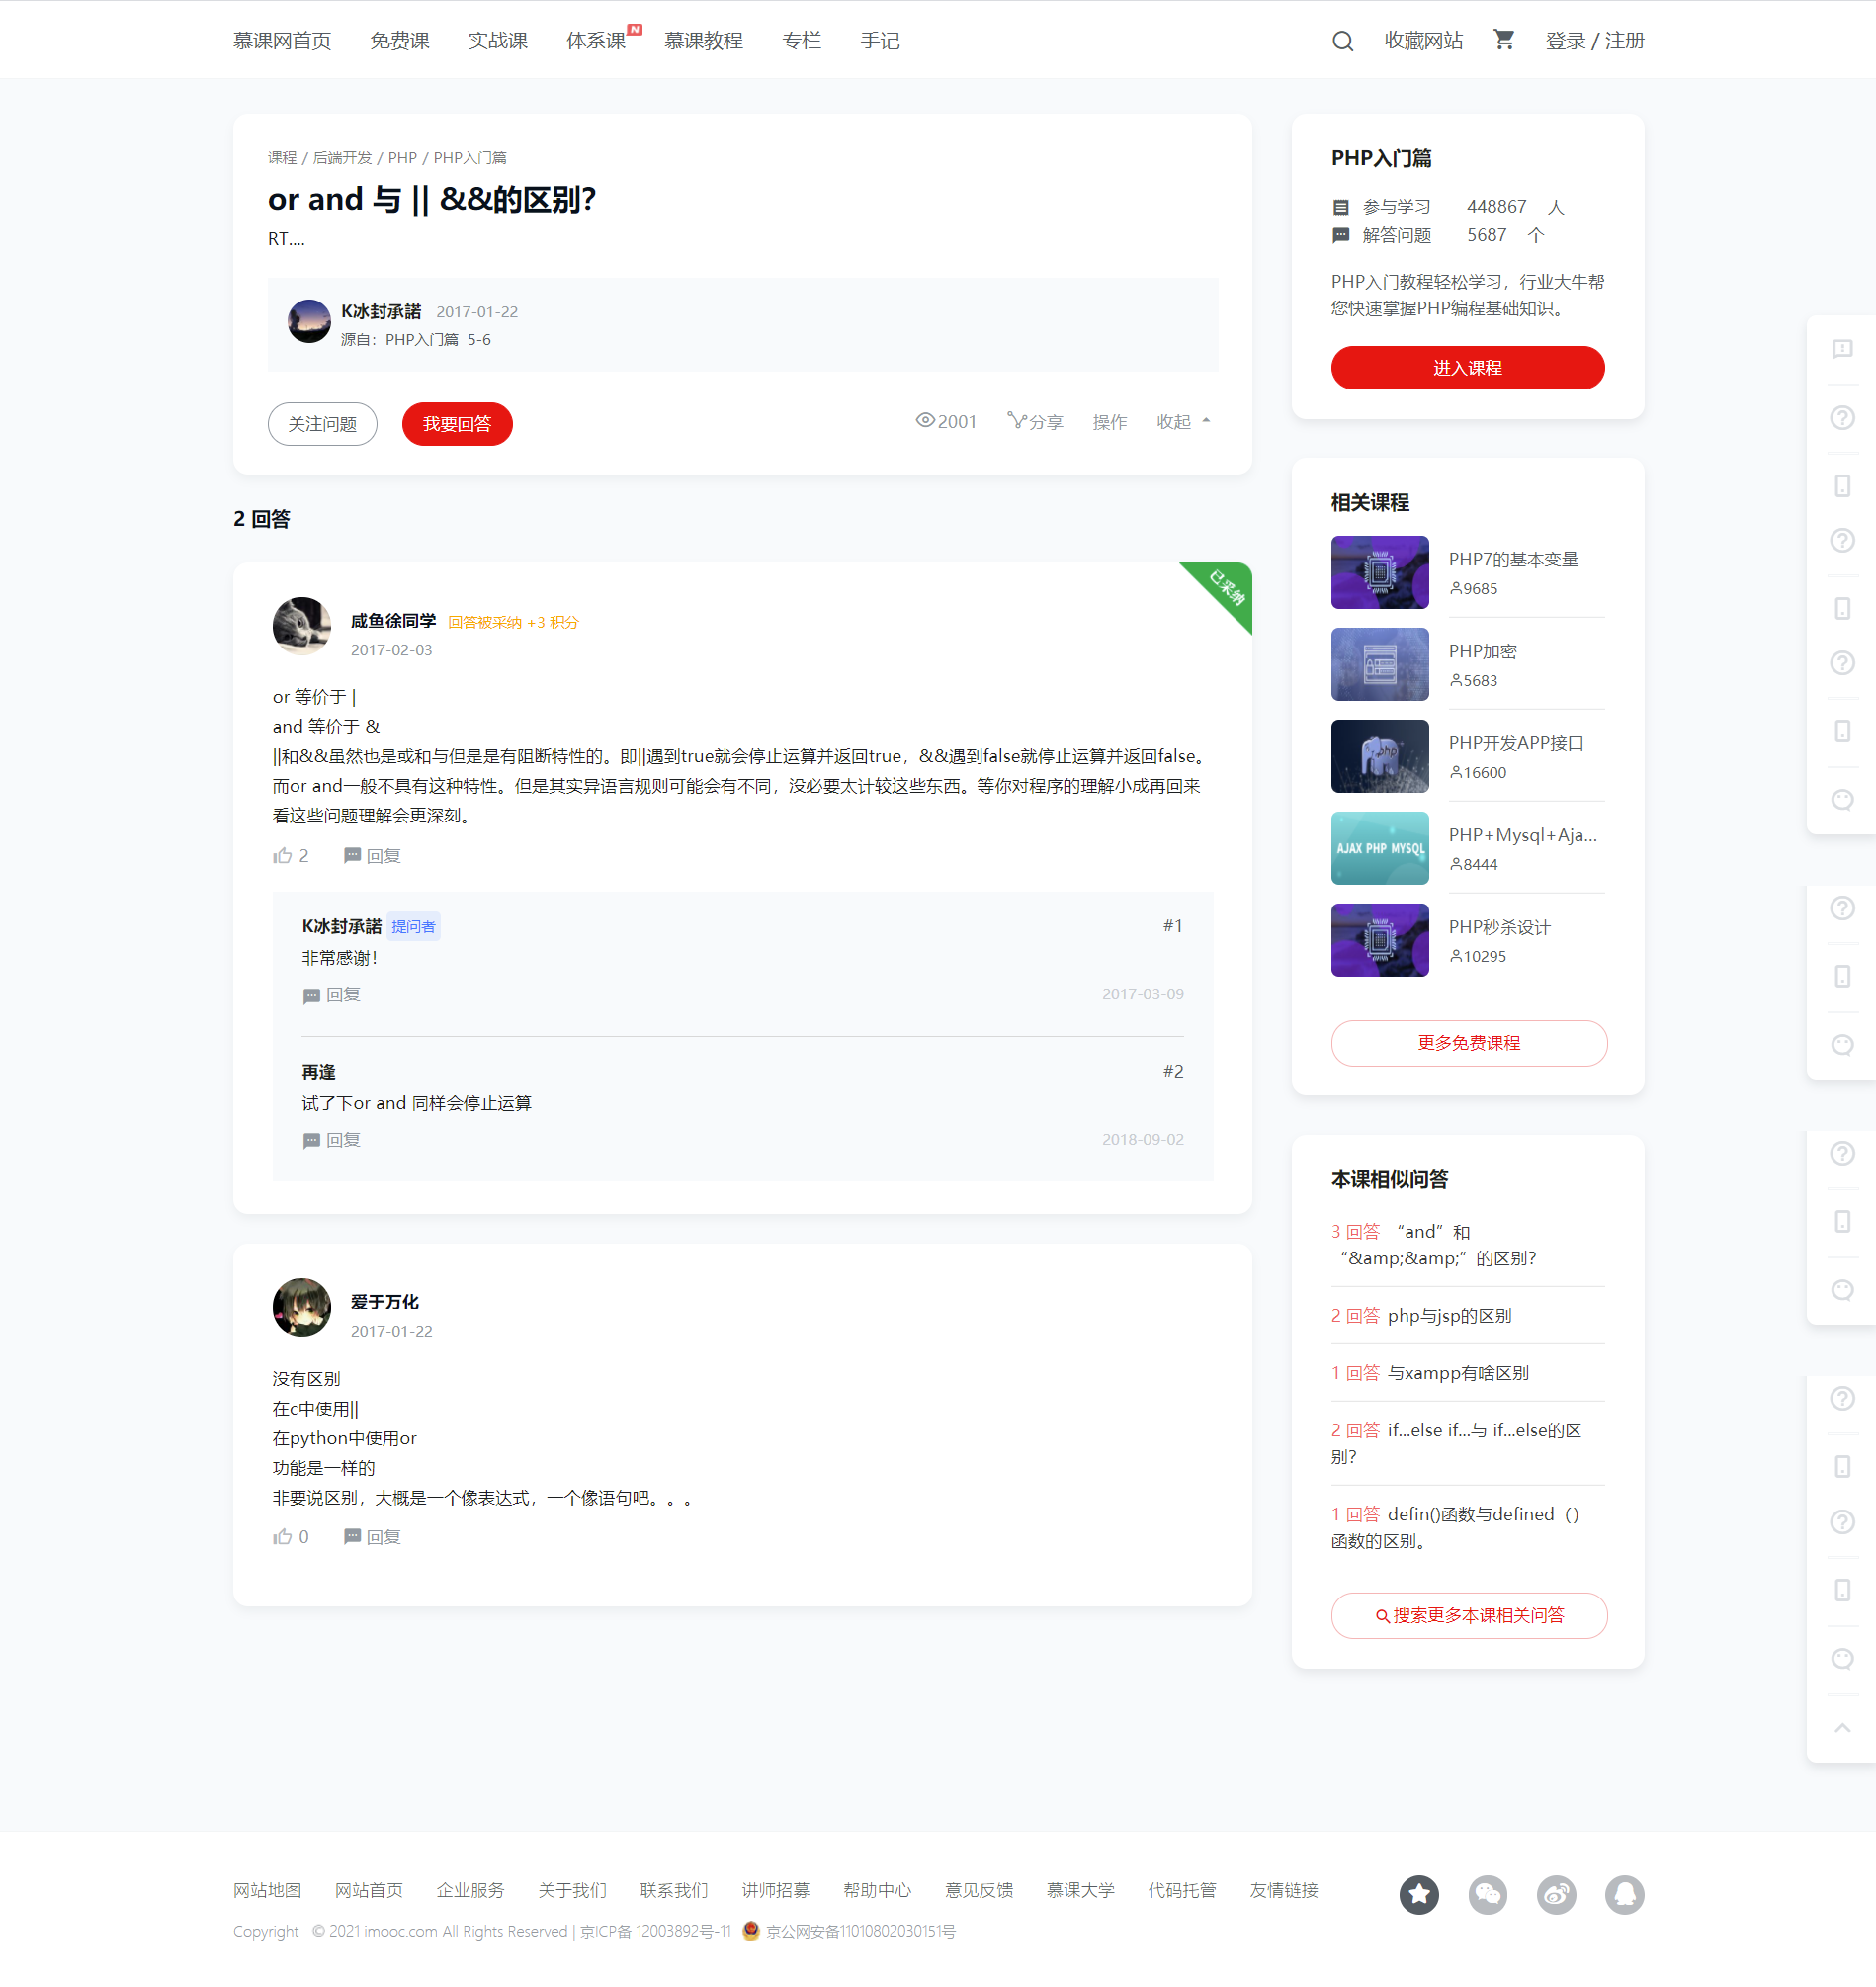 慕课网首页 免费课 实战课 体系课 N 慕课教程 专栏 手记 收藏网站 登录 / 注册
课程 / 后端开发 / PHP / PHP入门篇
or and 与 || &&的区别?
RT....
K冰封承諾 2017-01-22
源自：PHP入门篇 5-6
关注问题 我要回答 2001 分享 操作 收起
2 回答
已采纳
咸鱼徐同学 回答被采纳 +3 积分
2017-02-03
or 等价于 |
and 等价于 &
||和&&虽然也是或和与但是是有阻断特性的。即||遇到true就会停止运算并返回true，&&遇到false就停止运算并返回false。
而or and一般不具有这种特性。但是其实异语言规则可能会有不同，没必要太计较这些东西。等你对程序的理解小成再回来
看这些问题理解会更深刻。
2 回复
K冰封承諾 提问者 #1
非常感谢！
回复 2017-03-09
再逢 #2
试了下or and 同样会停止运算
回复 2018-09-02
爱于万化
2017-01-22
没有区别
在c中使用||
在python中使用or
功能是一样的
非要说区别，大概是一个像表达式，一个像语句吧。。。
0 回复
PHP入门篇
参与学习 448867 人
解答问题 5687 个
PHP入门教程轻松学习，行业大牛帮
您快速掌握PHP编程基础知识。
进入课程
相关课程
PHP7的基本变量
9685
PHP加密
5683
php
PHP开发APP接口
16600
AJAX PHP MYSQL
PHP+Mysql+Aja...
8444
PHP秒杀设计
10295
更多免费课程
本课相似问答
3 回答 “and”和
“&amp;&amp;”的区别?
2 回答 php与jsp的区别
1 回答 与xampp有啥区别
2 回答 if...else if...与 if...else的区
别?
1 回答 defin()函数与defined（）
函数的区别。
搜索更多本课相关问答
网站地图 网站首页 企业服务 关于我们 联系我们 讲师招募 帮助中心 意见反馈 慕课大学 代码托管 友情链接
Copyright © 2021 imooc.com All Rights Reserved | 京ICP备 12003892号-11 京公网安备11010802030151号